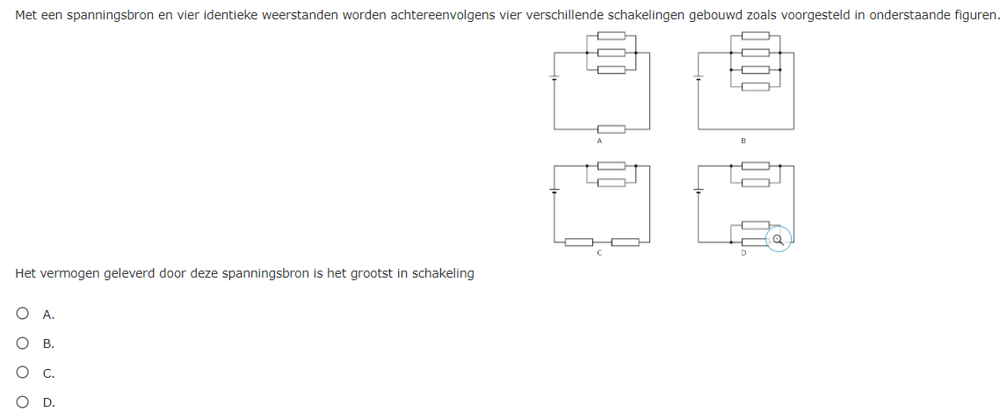 Met een spanningsbron en vier identieke weerstanden worden achtereenvolgens vier verschillende schakelingen gebouwd zoals voorgesteld in onderstaande figuren.
A
B
C
D
Het vermogen geleverd door deze spanningsbron is het grootst in schakeling
A.
B.
C.
D.